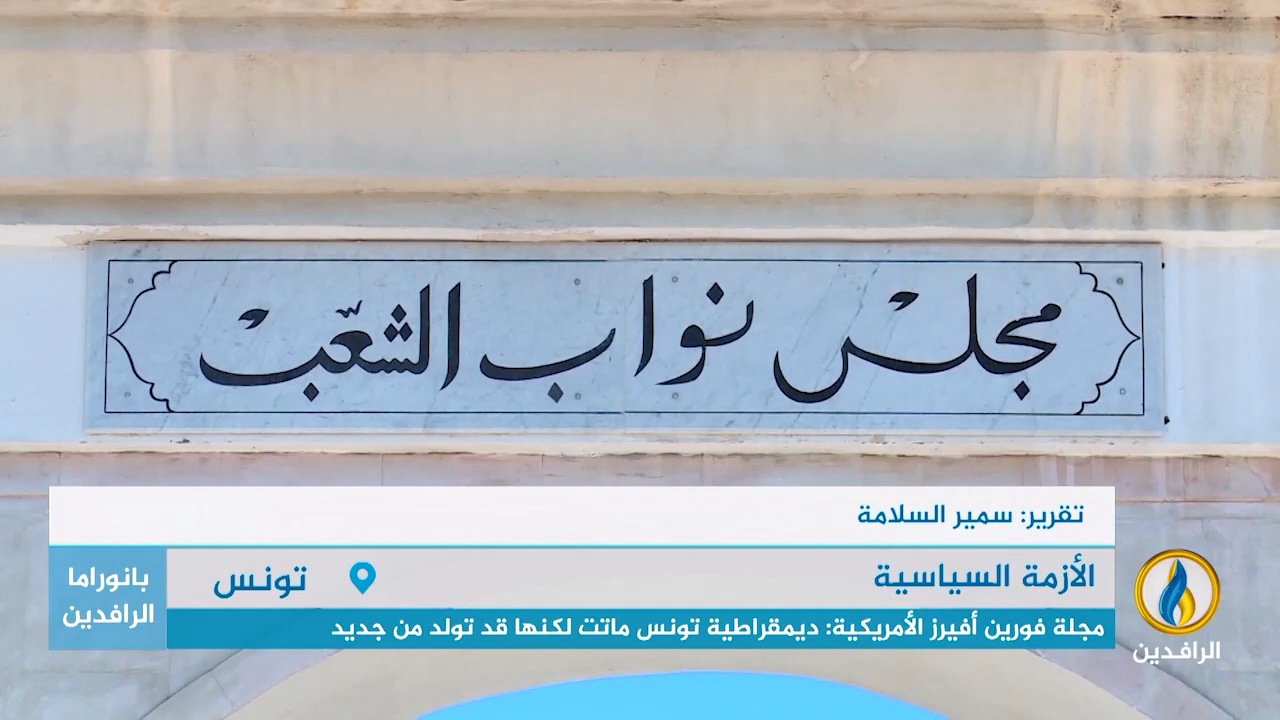 مجلس نواب الشعب
تقرير: سمير السلامة
الأزمة السياسية
تونس
مجلة فورين أفيرز الأمريكية: ديمقراطية تونس ماتت لكنها قد تولد من جديد
بانوراما
الرافدين
الرافدين